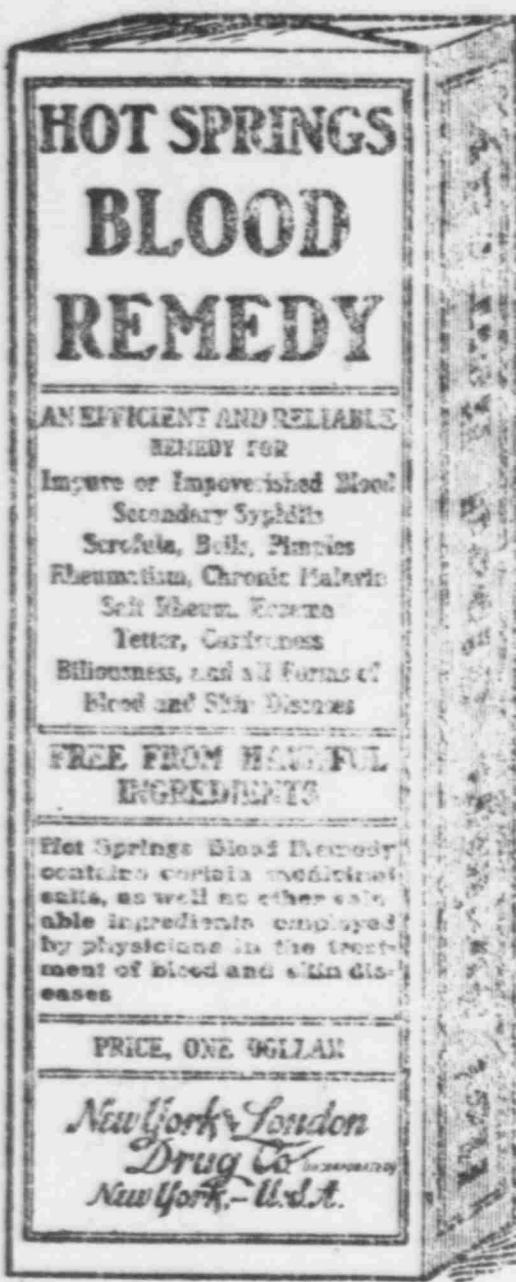 HOT SPRINGS
BLOOD
REMEDY
AN EFFICIENT AND RELIABLE
REMEDY FOR
Impure or Impoverished Blood
Secondary Syphilis
Scrofula, Boils, Pimples
Rheumatism, Chronic Malaria
Salt Rheum, Eczema
Tetter,
Biliousness, and all Forms of
Blood and Skin Diseases
FREE FROM HARMFUL
INGREDIENTS
Hot Springs Blood Remedy
contains certain medicinal
salts, as well as other valu-
able ingredients employed
by physicians in the treat-
ment of blood and skin dis-
eases
PRICE, ONE DOLLAR
New York & London
Drug Co. INCORPORATED
New York.-U.S.A.